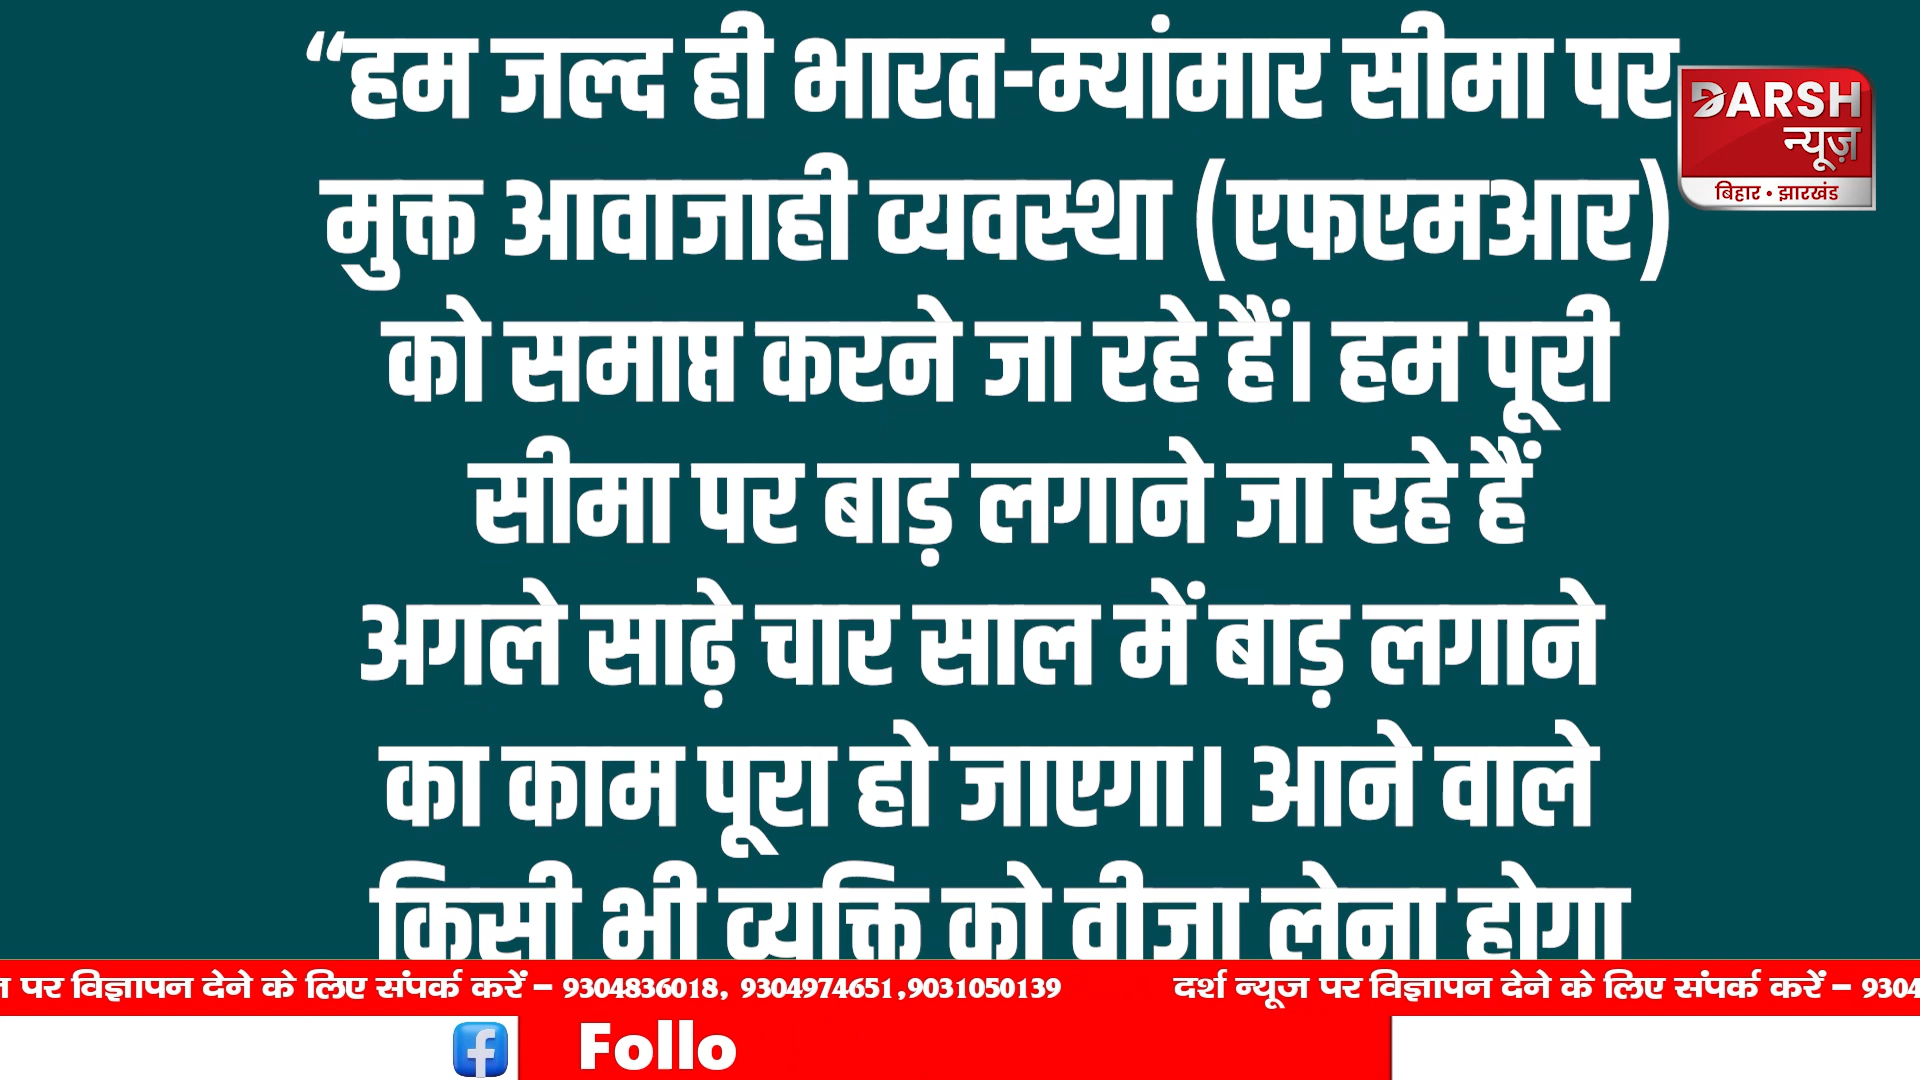 “हम जल्द ही भारत-म्यांमार सीमा पर
मुक्त आवाजाही व्यवस्था (एफएमआर)
को समाप्त करने जा रहे हैं। हम पूरी
सीमा पर बाड़ लगाने जा रहे हैं
अगले साढ़े चार साल में बाड़ लगाने
का काम पूरा हो जाएगा। आने वाले
किसी भी व्यक्ति को वीजा लेना होगा
DARSH
न्यूज़
बिहार • झारखंड
पर विज्ञापन देने के लिए संपर्क करें – 9304836018, 9304974651,9031050139 दर्श न्यूज पर विज्ञापन देने के लिए संपर्क करें – 9304
Follo